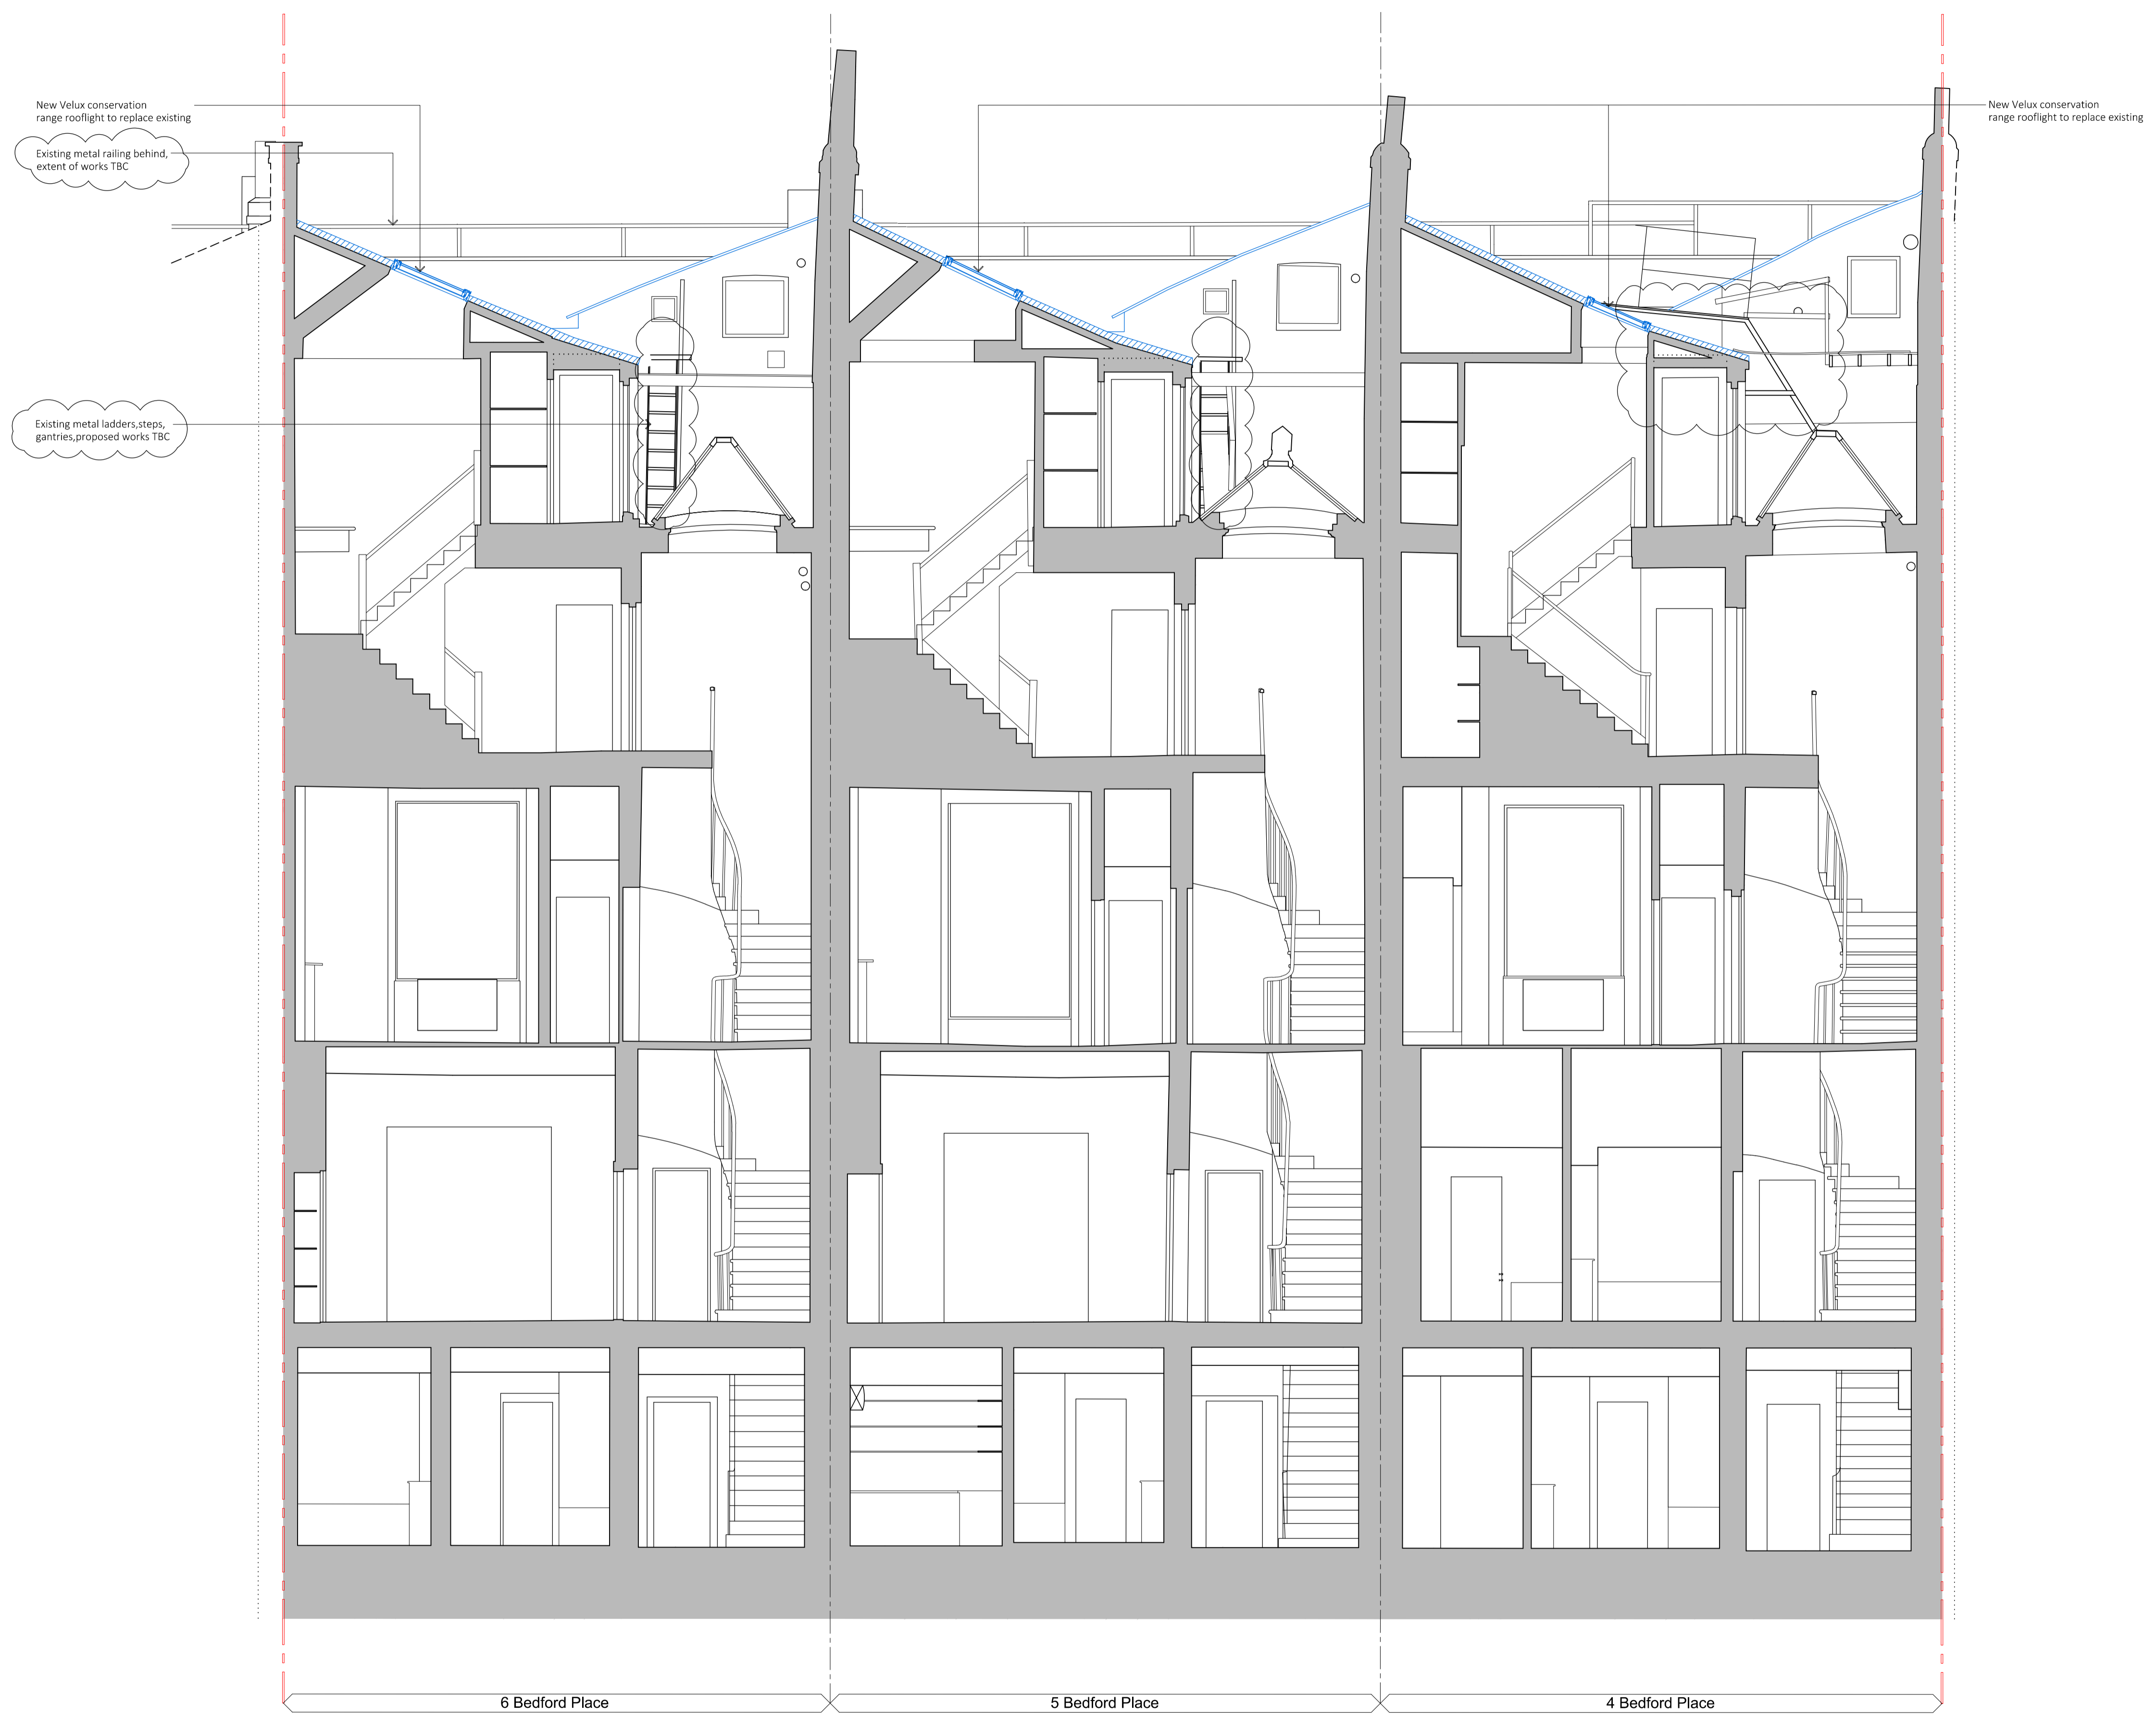 New Velux conservation
range rooflight to replace existing
New Velux conservation
range rooflight to replace existing
Existing metal railing behind,
extent of works TBC
Existing metal ladders,steps,
gantries,proposed works TBC
6 Bedford Place
5 Bedford Place
4 Bedford Place